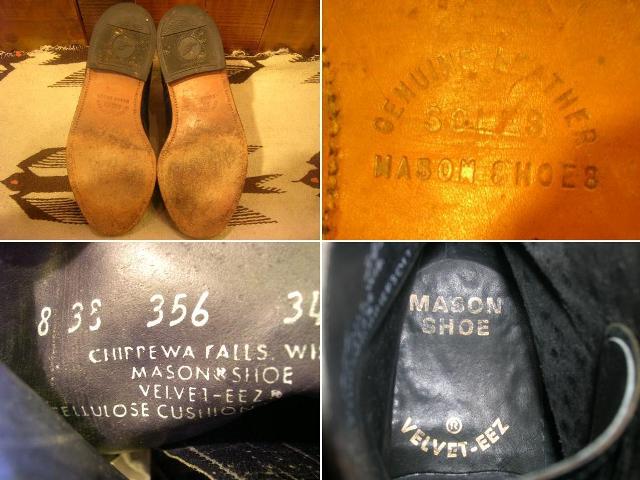 GENUINE LEATHER
SOLES
MASON SHOES
8 38 356 34
CHIPPEWA FALLS. WIS
MASON® SHOE
VELVET-EEZ®
CELLULOSE CUSHION
MASON
SHOE
®
VELVET-EEZ